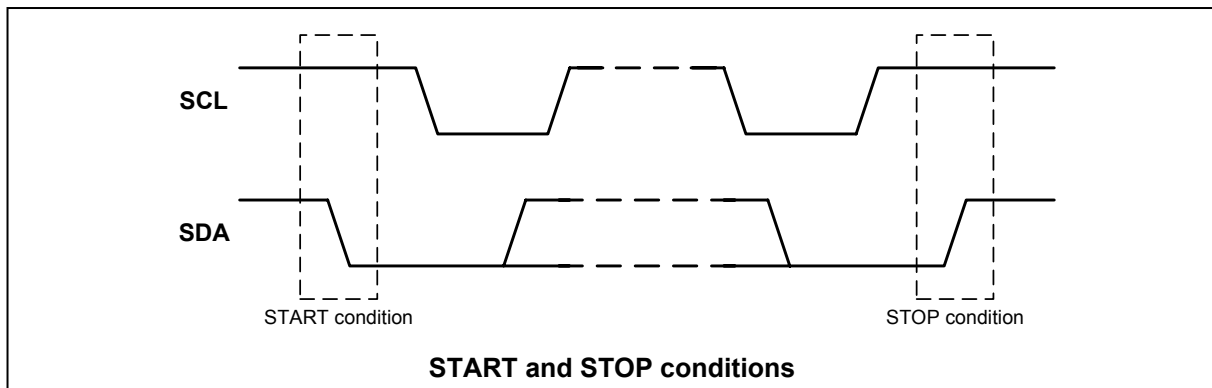 SCL
SDA
START condition
STOP condition
START and STOP conditions